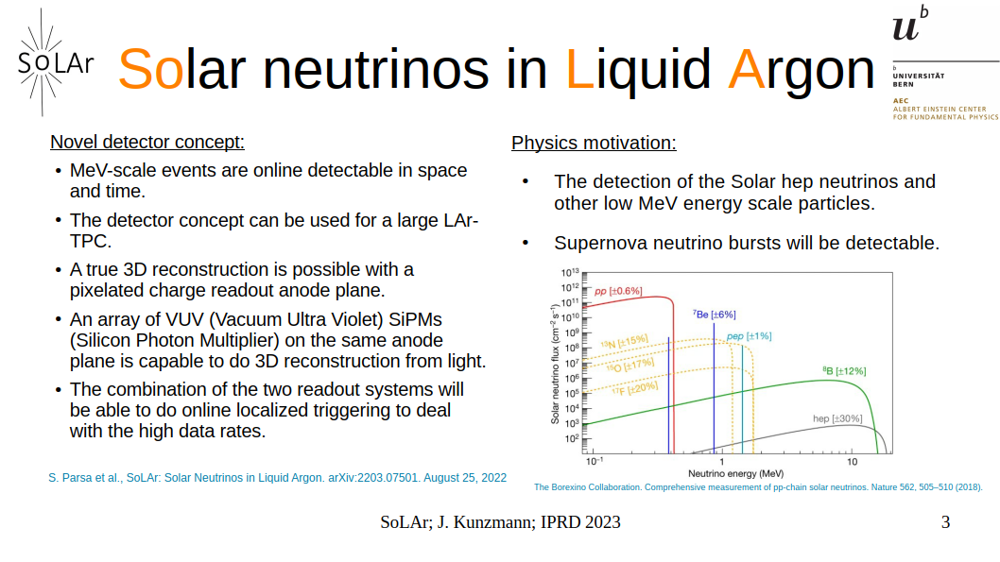 SoLAr
Solar neutrinos in Liquid Argon
u^b
b
UNIVERSITÄT
BERN
AEC
ALBERT EINSTEIN CENTER
FOR FUNDAMENTAL PHYSICS
Novel detector concept:
• MeV-scale events are online detectable in space
and time.
• The detector concept can be used for a large LAr-
TPC.
• A true 3D reconstruction is possible with a
pixelated charge readout anode plane.
• An array of VUV (Vacuum Ultra Violet) SiPMs
(Silicon Photon Multiplier) on the same anode
plane is capable to do 3D reconstruction from light.
• The combination of the two readout systems will
be able to do online localized triggering to deal
with the high data rates.
S. Parsa et al., SoLAr: Solar Neutrinos in Liquid Argon. arXiv:2203.07501. August 25, 2022
Physics motivation:
• The detection of the Solar hep neutrinos and
other low MeV energy scale particles.
• Supernova neutrino bursts will be detectable.
Solar neutrino flux (cm⁻² s⁻¹)
10¹³
10¹²
10¹¹
10¹⁰
10⁹
10⁸
10⁷
10⁶
10⁵
10⁴
10³
10²
pp [±0.6%]
⁷Be [±6%]
pep [±1%]
¹³N [±15%]
¹⁵O [±17%]
¹⁷F [±20%]
⁸B [±12%]
hep [±30%]
10⁻¹ 1 10
Neutrino energy (MeV)
The Borexino Collaboration. Comprehensive measurement of pp-chain solar neutrinos. Nature 562, 505–510 (2018).
SoLAr; J. Kunzmann; IPRD 2023
3